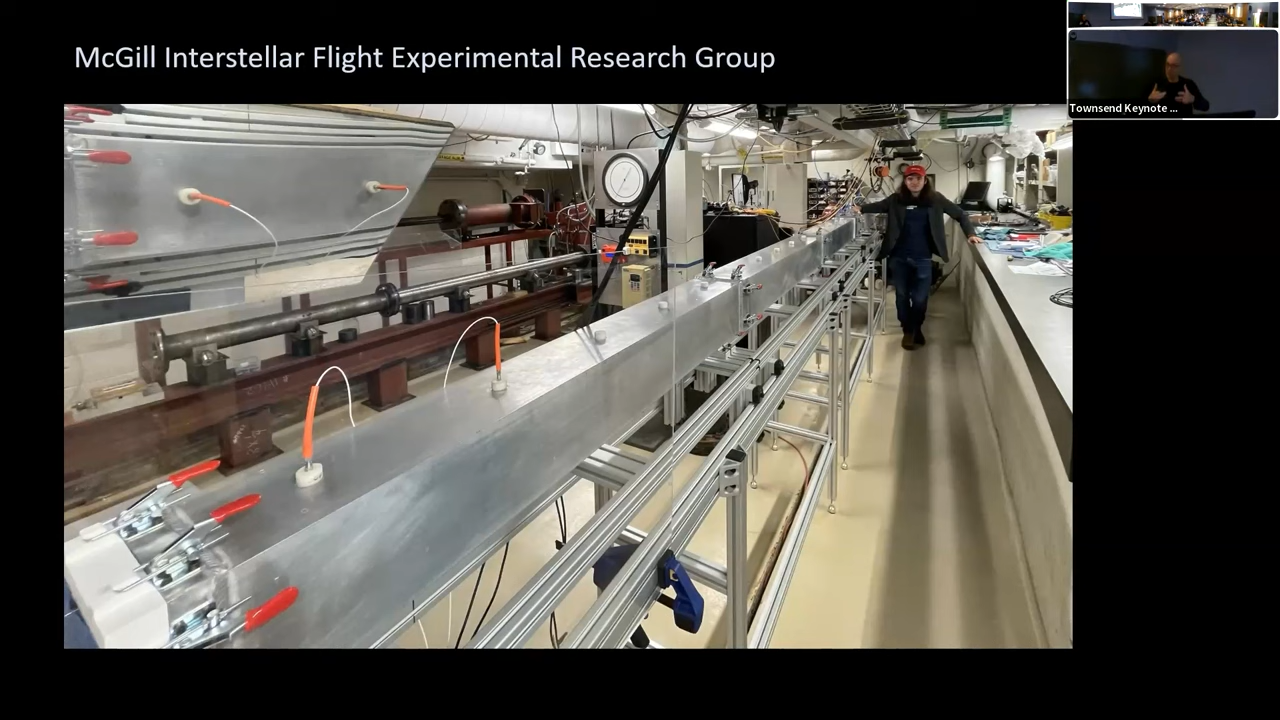 McGill Interstellar Flight Experimental Research Group
Townsend Keynote ...